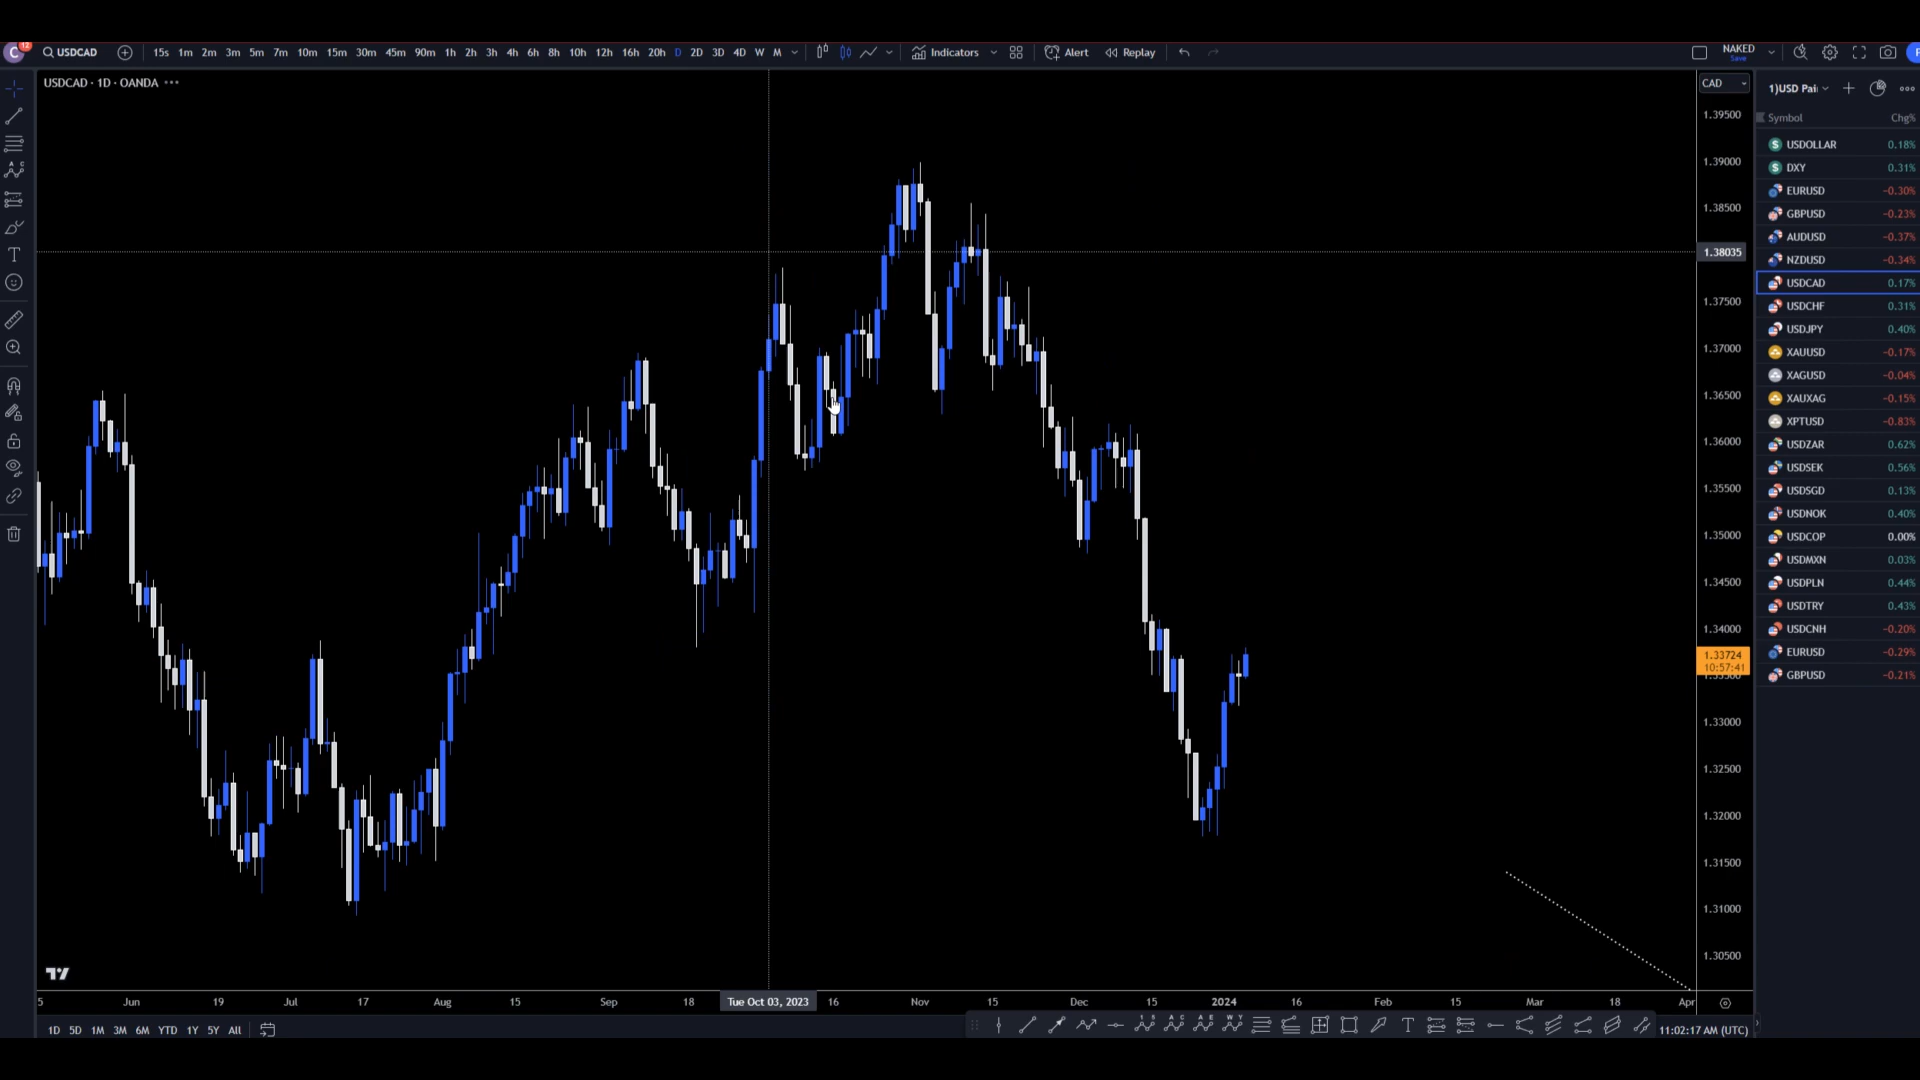 C 12 USDCAD 15s 1m 2m 3m 5m 7m 10m 15m 30m 45m 90m 1h 2h 3h 4h 6h 8h 10h 12h 16h 20h D 2D 3D 4D W M Indicators Alert Replay NAKED
Save
USDCAD · 1D · OANDA
CAD
1)USD Pai
Symbol Chg%
1.39500
1.39000
1.38500
1.38035
1.37500
1.37000
1.36500
1.36000
1.35500
1.35000
1.34500
1.34000
1.33724
10:57:41
1.33000
1.32500
1.32000
1.31500
1.31000
1.30500
USDOLLAR 0.18%
DXY 0.31%
EURUSD −0.30%
GBPUSD −0.23%
AUDUSD −0.37%
NZDUSD −0.34%
USDCAD 0.17%
USDCHF 0.31%
USDJPY 0.40%
XAUUSD −0.17%
XAGUSD −0.04%
XAUXAG −0.15%
XPTUSD −0.83%
USDZAR 0.62%
USDSEK 0.56%
USDSGD 0.13%
USDNOK 0.40%
USDCOP 0.00%
USDMXN 0.03%
USDPLN 0.44%
USDTRY 0.43%
USDCNH −0.20%
EURUSD −0.29%
GBPUSD −0.21%
5 Jun 19 Jul 17 Aug 15 Sep 18 Tue Oct 03, 2023 16 Nov 15 Dec 15 2024 16 Feb 15 Mar 18 Apr
1D 5D 1M 3M 6M YTD 1Y 5Y All
11:02:17 AM (UTC)